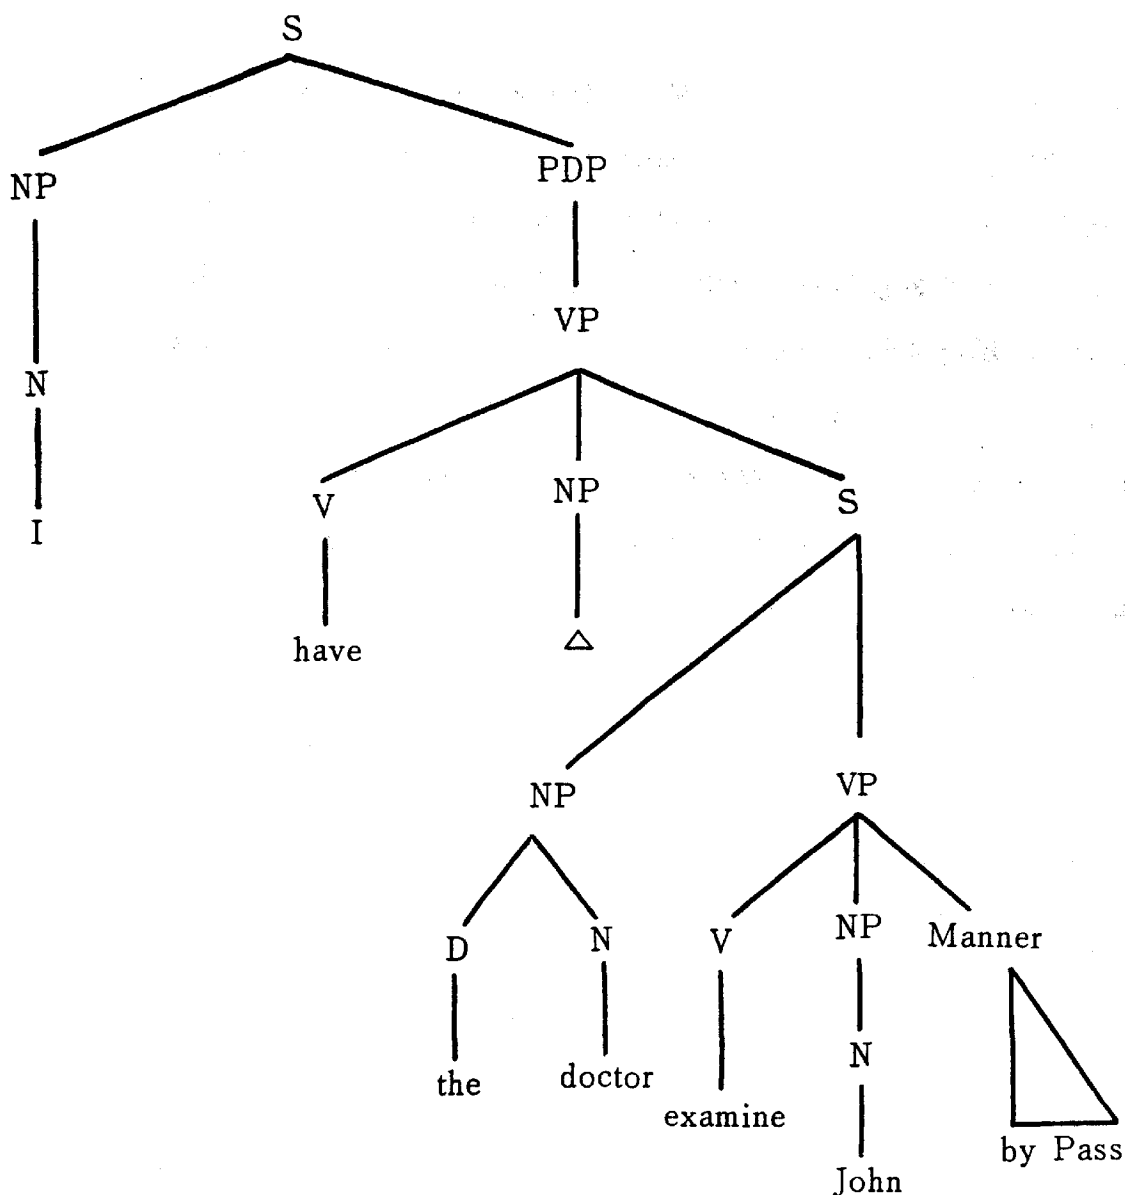 S
NP PDP
VP
N
V NP S
I
have △
NP VP
D N V NP Manner
the doctor N
examine
by Pass
John